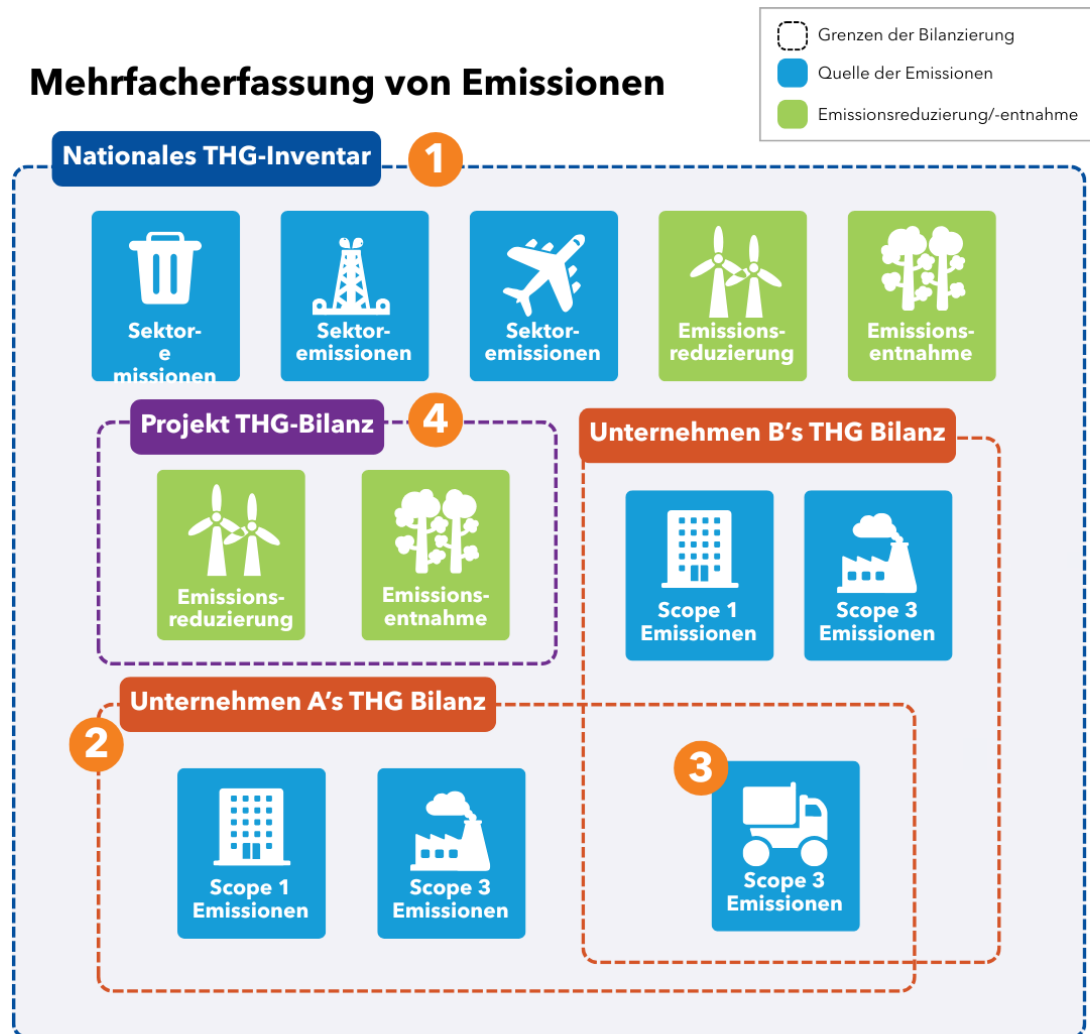 Grenzen der Bilanzierung
Quelle der Emissionen
Emissionsreduzierung/-entnahme
Mehrfacherfassung von Emissionen
Nationales THG-Inventar
1
Sektor-
e
missionen
Sektor-
emissionen
Sektor-
emissionen
Emissions-
reduzierung
Emissions-
entnahme
Projekt THG-Bilanz
4
Emissions-
reduzierung
Emissions-
entnahme
Unternehmen B's THG Bilanz
Scope 1
Emissionen
Scope 3
Emissionen
Unternehmen A's THG Bilanz
2
Scope 1
Emissionen
Scope 3
Emissionen
3
Scope 3
Emissionen